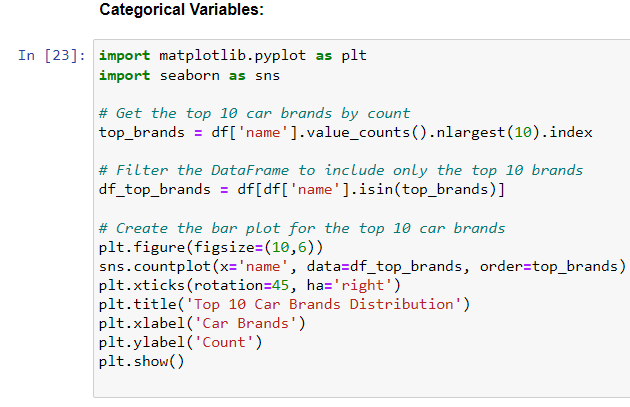 Categorical Variables:
In [23]: import matplotlib.pyplot as plt
import seaborn as sns
# Get the top 10 car brands by count
top_brands = df['name'].value_counts().nlargest(10).index
# Filter the DataFrame to include only the top 10 brands
df_top_brands = df[df['name'].isin(top_brands)]
# Create the bar plot for the top 10 car brands
plt.figure(figsize=(10,6))
sns.countplot(x='name', data=df_top_brands, order=top_brands)
plt.xticks(rotation=45, ha='right')
plt.title('Top 10 Car Brands Distribution')
plt.xlabel('Car Brands')
plt.ylabel('Count')
plt.show()